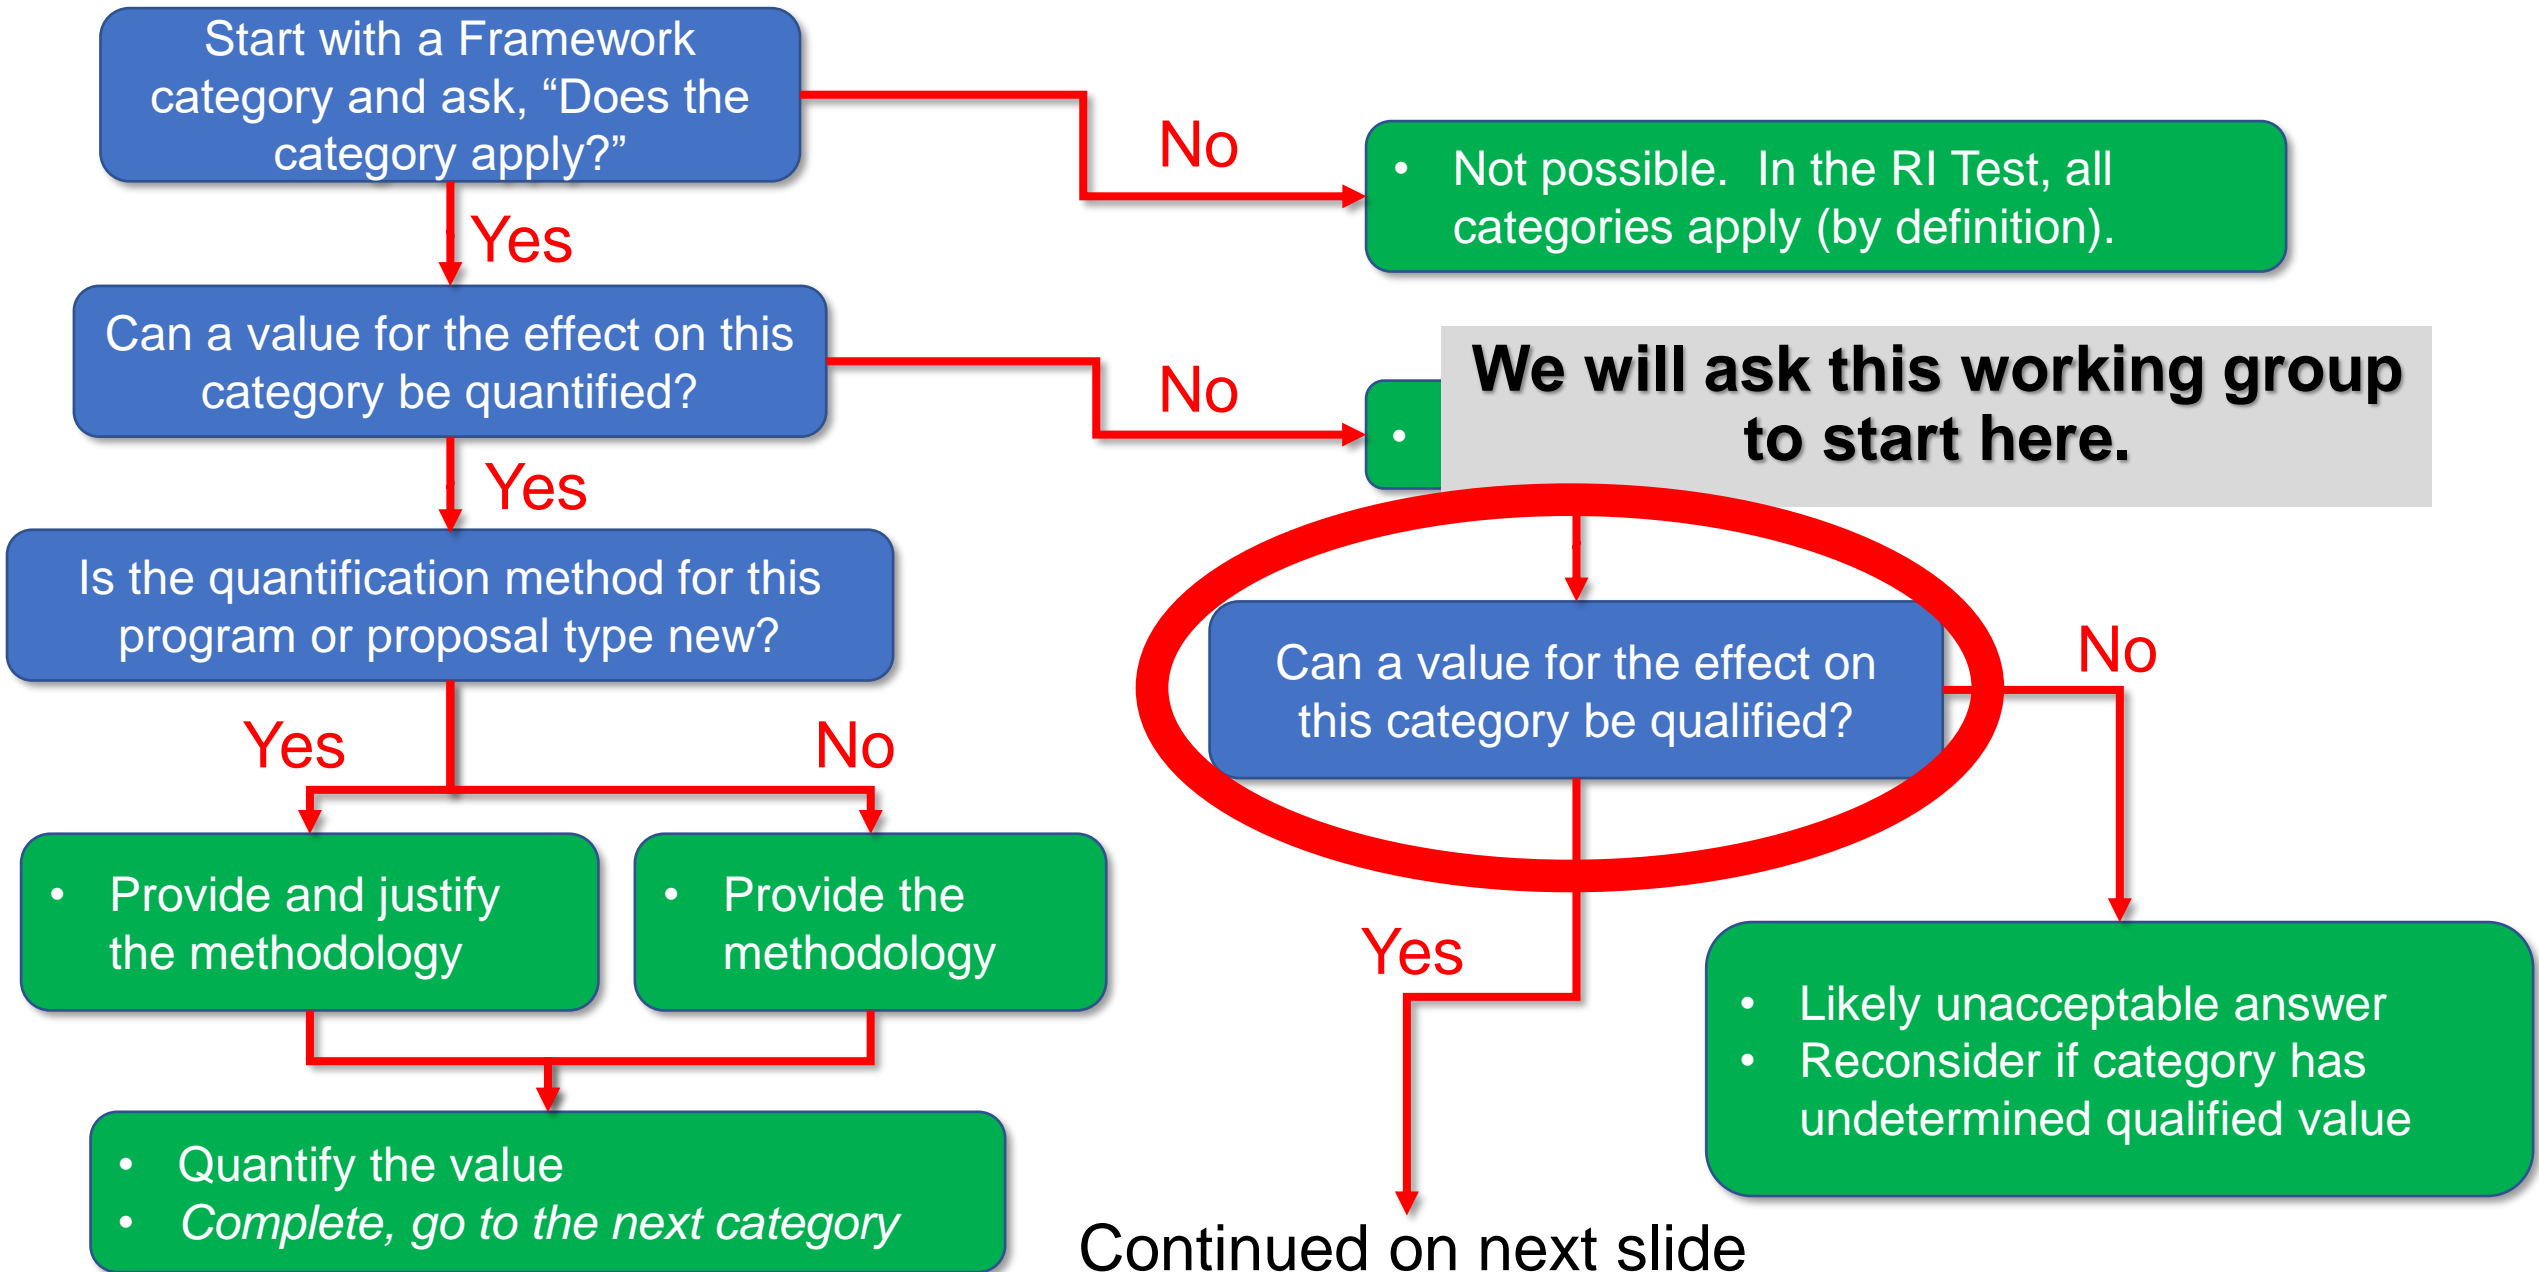 Start with a Framework
category and ask, “Does the
category apply?”
No
• Not possible.  In the RI Test, all
categories apply (by definition).
Yes
Can a value for the effect on this
category be quantified?
No
•
We will ask this working group
to start here.
Yes
Is the quantification method for this
program or proposal type new?
Can a value for the effect on
this category be qualified?
No
Yes
No
• Provide and justify
the methodology
• Provide the
methodology
Yes
• Likely unacceptable answer
• Reconsider if category has
undetermined qualified value
• Quantify the value
• Complete, go to the next category
Continued on next slide